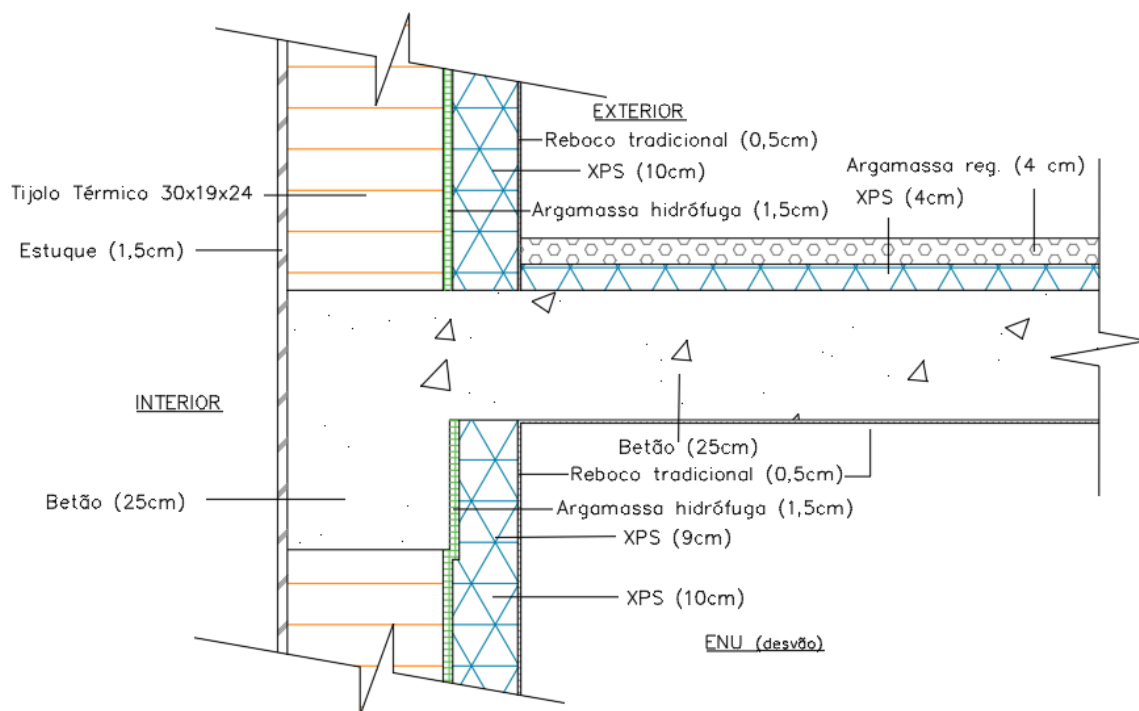 EXTERIOR
Reboco tradicional (0,5cm)
XPS (10cm)
Argamassa reg. (4 cm)
XPS (4cm)
Tijolo Térmico 30x19x24
Argamassa hidrófuga (1,5cm)
Estuque (1,5cm)
INTERIOR
Betão (25cm)
Reboco tradicional (0,5cm)
Betão (25cm)
Argamassa hidrófuga (1,5cm)
XPS (9cm)
XPS (10cm)
ENU (desvão)